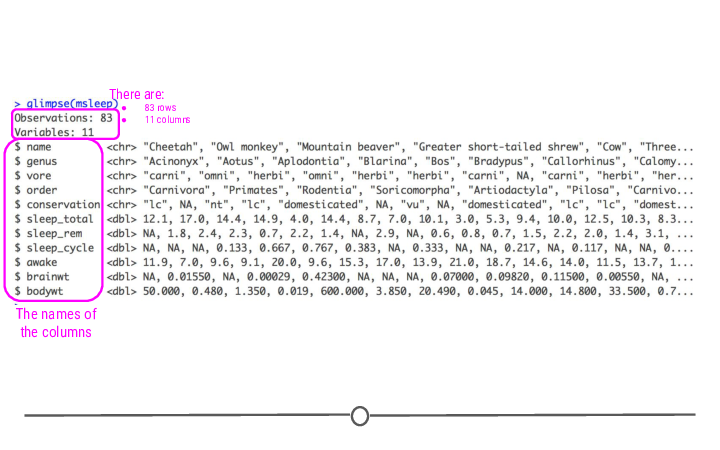 There are:
> glimpse(msleep)
83 rows
Observations: 83
11 columns
Variables: 11
$ name <chr> "Cheetah", "Owl monkey", "Mountain beaver", "Greater short-tailed shrew", "Cow", "Three...
$ genus <chr> "Acinonyx", "Aotus", "Aplodontia", "Blarina", "Bos", "Bradypus", "Callorhinus", "Calomy...
$ vore <chr> "carni", "omni", "herbi", "omni", "herbi", "herbi", "carni", NA, "carni", "herbi", "her...
$ order <chr> "Carnivora", "Primates", "Rodentia", "Soricomorpha", "Artiodactyla", "Pilosa", "Carnivo...
$ conservation <chr> "lc", NA, "nt", "lc", "domesticated", NA, "vu", NA, "domesticated", "lc", "lc", "domest...
$ sleep_total <dbl> 12.1, 17.0, 14.4, 14.9, 4.0, 14.4, 8.7, 7.0, 10.1, 3.0, 5.3, 9.4, 10.0, 12.5, 10.3, 8.3...
$ sleep_rem <dbl> NA, 1.8, 2.4, 2.3, 0.7, 2.2, 1.4, NA, 2.9, NA, 0.6, 0.8, 0.7, 1.5, 2.2, 2.0, 1.4, 3.1, ...
$ sleep_cycle <dbl> NA, NA, NA, 0.133, 0.667, 0.767, 0.383, NA, 0.333, NA, NA, 0.217, NA, 0.117, NA, NA, 0....
$ awake <dbl> 11.9, 7.0, 9.6, 9.1, 20.0, 9.6, 15.3, 17.0, 13.9, 21.0, 18.7, 14.6, 14.0, 11.5, 13.7, 1...
$ brainwt <dbl> NA, 0.01550, NA, 0.00029, 0.42300, NA, NA, NA, 0.07000, 0.09820, 0.11500, 0.00550, NA, ...
$ bodywt <dbl> 50.000, 0.480, 1.350, 0.019, 600.000, 3.850, 20.490, 0.045, 14.000, 14.800, 33.500, 0.7...
The names of
the columns